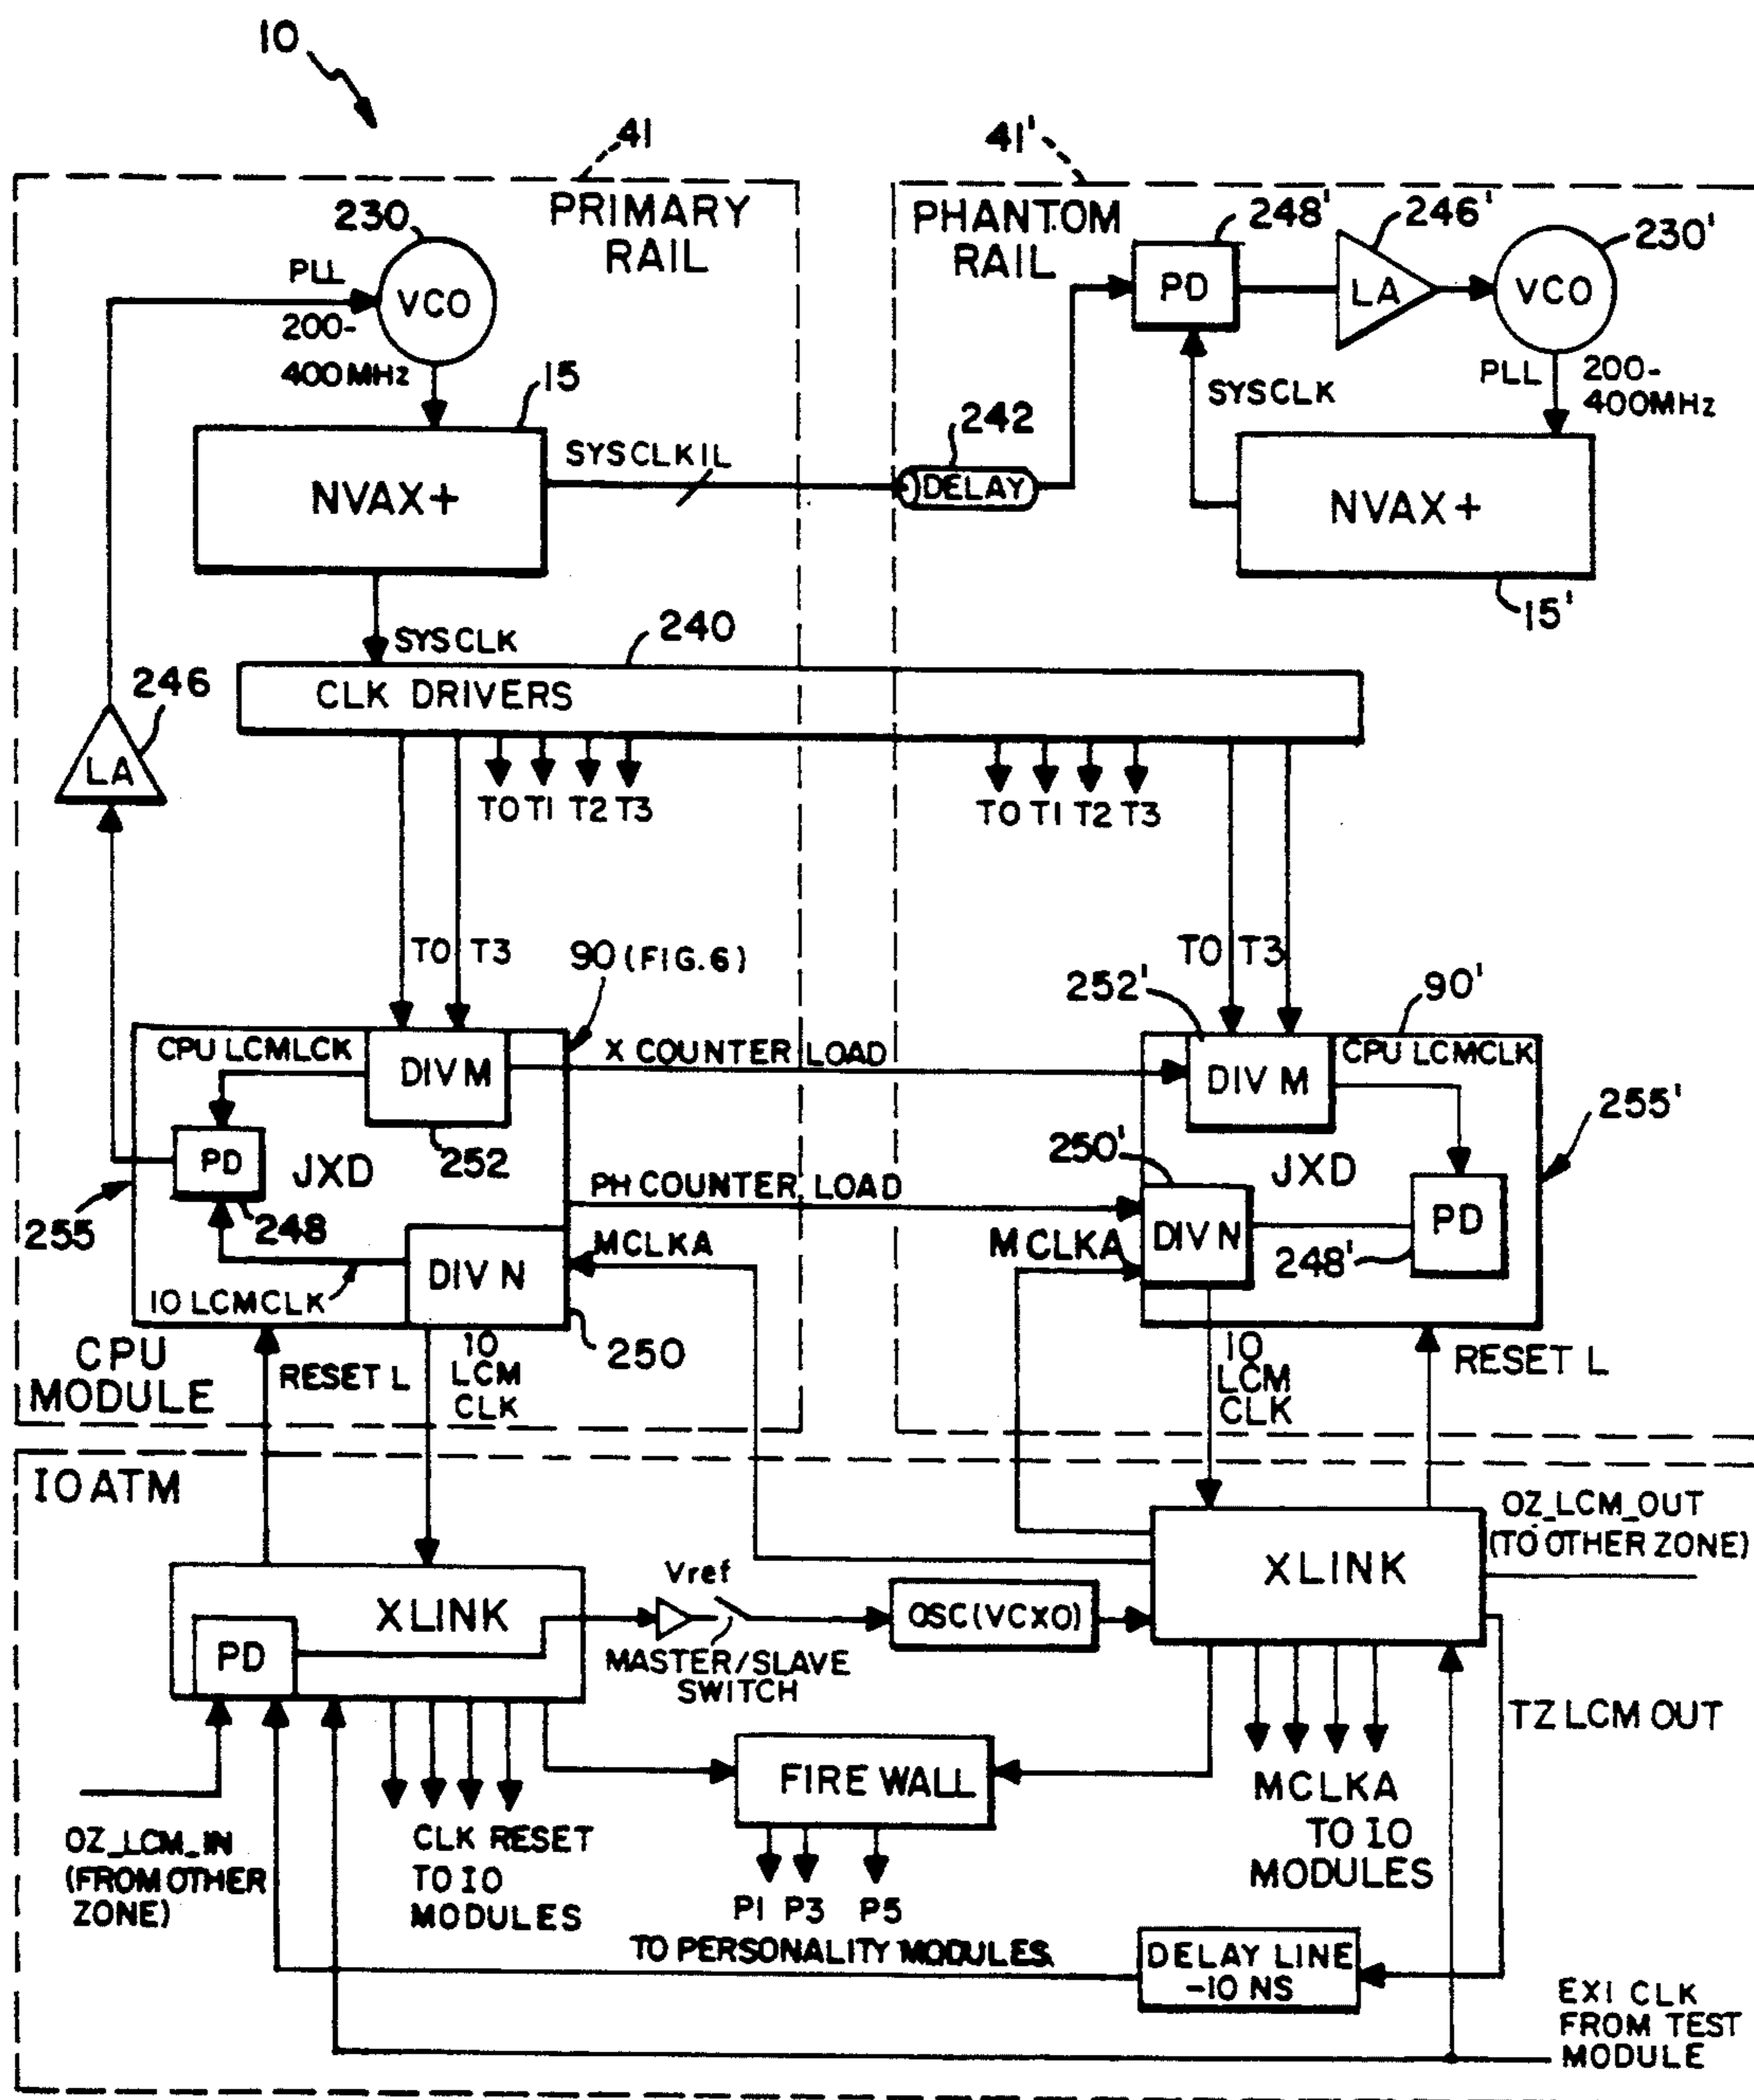 10
41
41'
PRIMARY
RAIL
230
PLL
VCO
200-
400MHz
15
NVAX+
SYSCLKIL
PHANTOM
RAIL
248'
246'
230'
PD
LA
VCO
SYSCLK
PLL
200-
400MHz
242
DELAY
NVAX+
15'
SYSCLK
240
CLK DRIVERS
246
LA
T0 T1 T2 T3
T0 T1 T2 T3
T0 T3
90 (FIG.6)
T0 T3
252'
90'
CPU LCMLCK
DIV M
X COUNTER LOAD
DIV M
CPU LCMCLK
255'
PD
JXD
252
250'
JXD
PD
255
248
PH COUNTER LOAD
DIV N
MCLKA
MCLKA
DIV N
248'
IO LCMCLK
CPU
MODULE
RESET L
IO
LCM
CLK
250
IO
LCM
CLK
RESET L
IO ATM
OZ_LCM_OUT
(TO OTHER ZONE)
XLINK
PD
Vref
MASTER/SLAVE
SWITCH
OSC(VCXO)
XLINK
TZ LCM OUT
FIRE WALL
MCLKA
TO IO
MODULES
OZ_LCM_IN
(FROM OTHER
ZONE)
CLK RESET
TO IO
MODULES
P1 P3 P5
TO PERSONALITY MODULES
DELAY LINE
-10 NS
EXI CLK
FROM TEST
MODULE